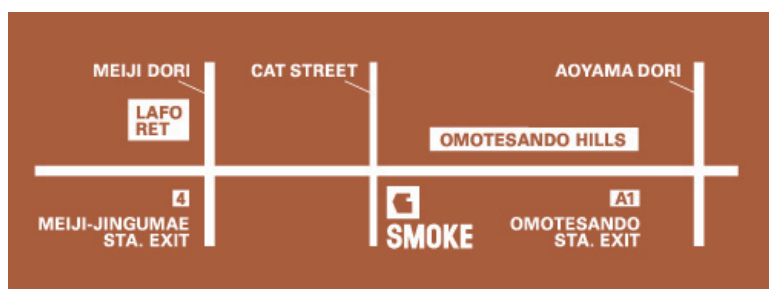 MEIJI DORI
CAT STREET
AOYAMA DORI
LAFO
RET
OMOTESANDO HILLS
4
MEIJI-JINGUMAE
STA. EXIT
SMOKE
A1
OMOTESANDO
STA. EXIT